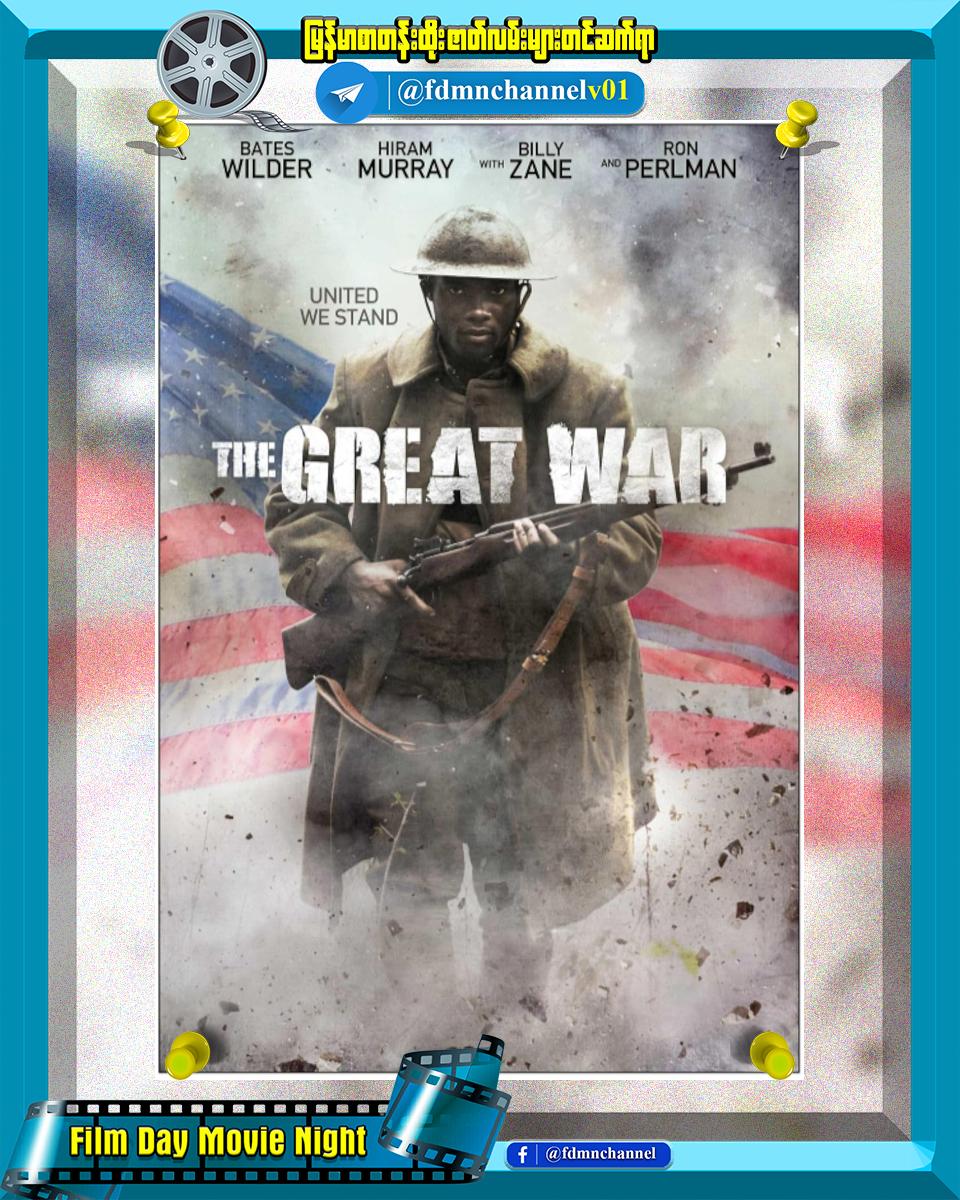 မြန်မာစာတန်းထိုးဇာတ်လမ်းများတင်ဆက်ရာ
@fdmnchannelv01
BATES WILDER
HIRAM MURRAY
WITH BILLY ZANE
AND RON PERLMAN
UNITED
WE STAND
THE GREAT WAR
Film Day Movie Night
@fdmnchannel